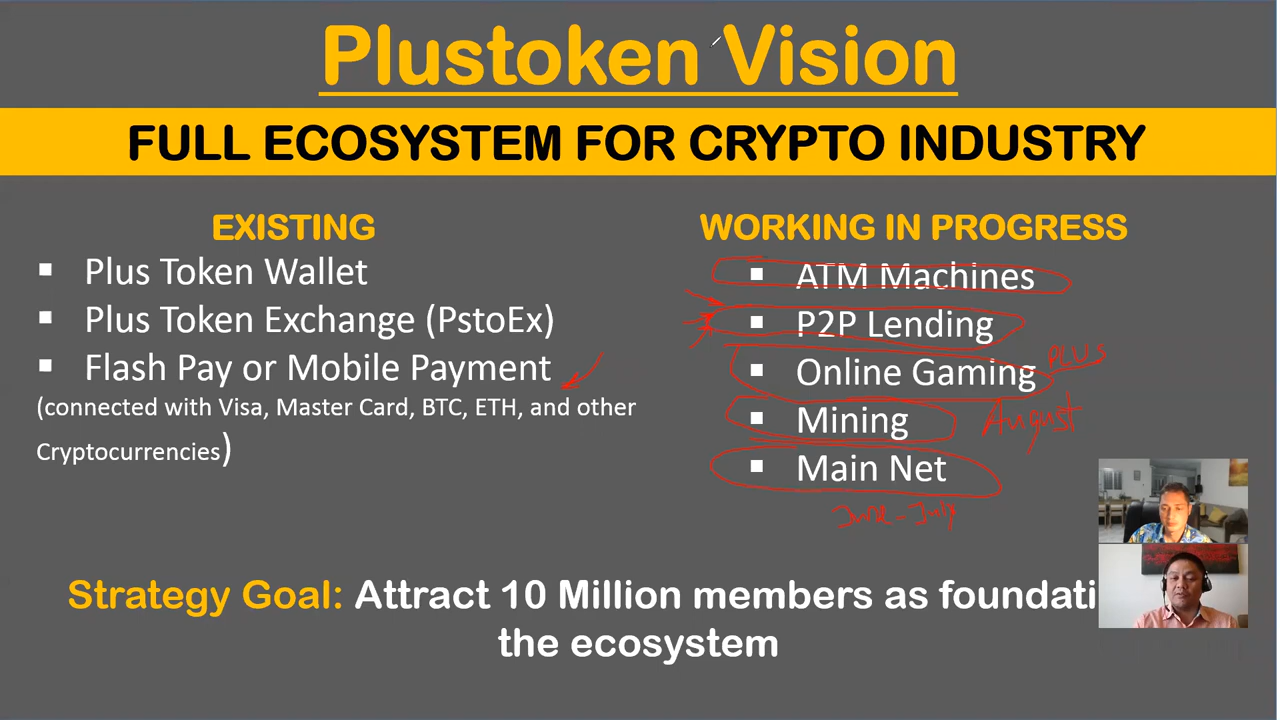 Plustoken Vision
FULL ECOSYSTEM FOR CRYPTO INDUSTRY
EXISTING
Plus Token Wallet
Plus Token Exchange (PstoEx)
Flash Pay or Mobile Payment
(connected with Visa, Master Card, BTC, ETH, and other
Cryptocurrencies)
WORKING IN PROGRESS
ATM Machines
P2P Lending
Online Gaming PLUS
Mining August
Main Net
June - July
Strategy Goal: Attract 10 Million members as foundati
the ecosystem